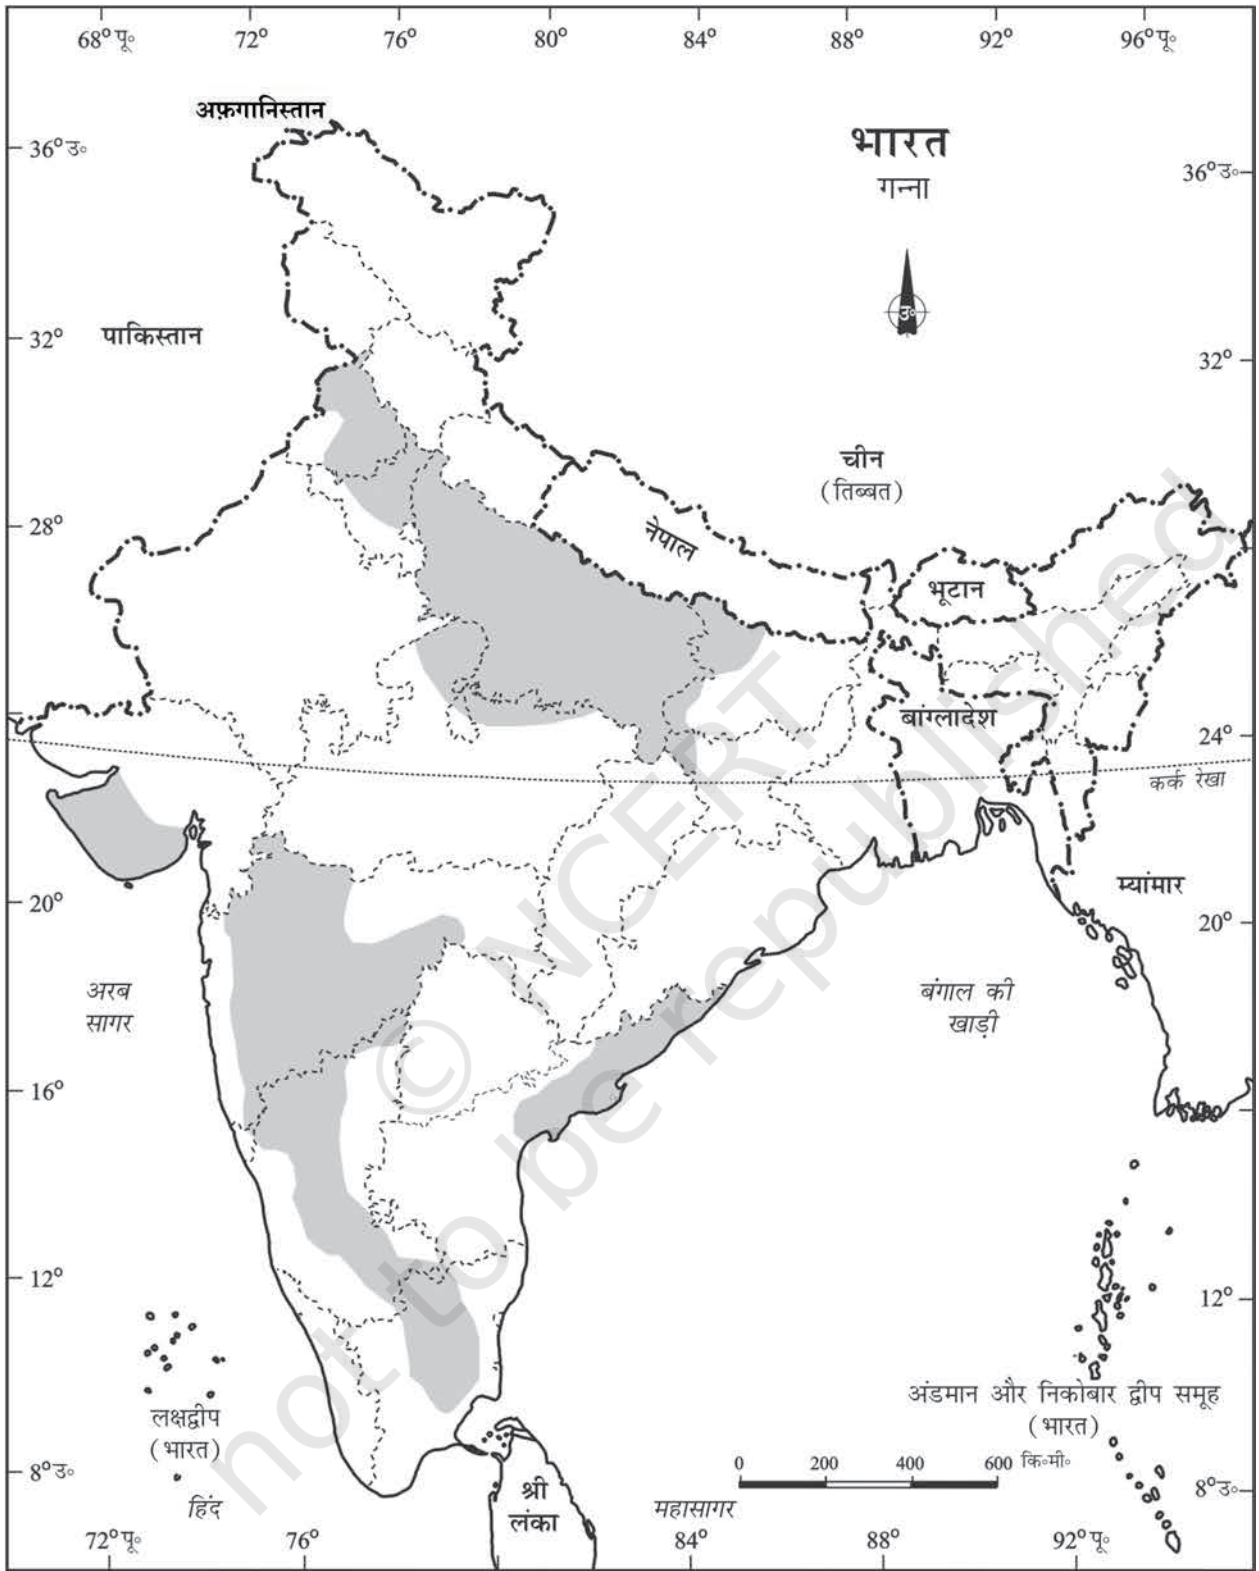 68° पू॰ 72° 76° 80° 84° 88° 92° 96° पू॰
अफ़गानिस्तान
भारत
गन्ना
36° उ॰
36° उ॰
उ॰
पाकिस्तान
32°
32°
चीन
(तिब्बत)
28°
नेपाल
भूटान
बांग्लादेश
24°
कर्क रेखा
म्यांमार
20°
20°
अरब
सागर
बंगाल की
खाड़ी
16°
12°
12°
अंडमान और निकोबार द्वीप समूह
(भारत)
लक्षद्वीप
(भारत)
0 200 400 600 कि॰मी॰
8° उ॰
8° उ॰
श्री
लंका
हिंद
महासागर
72° पू॰ 76° 84° 88° 92° पू॰
© NCERT
not to be republished